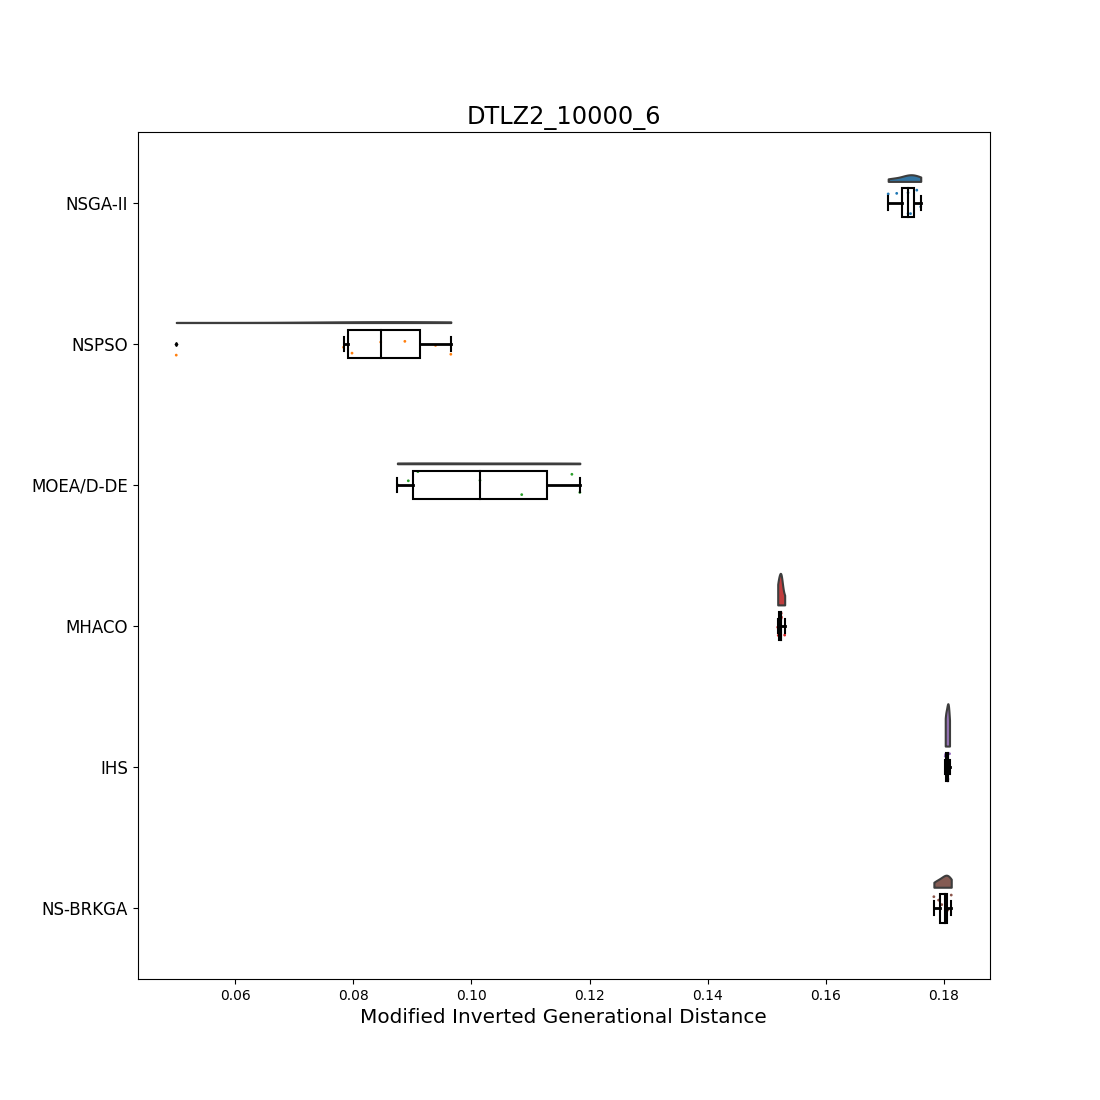 DTLZ2_10000_6
NSGA-II
NSPSO
MOEA/D-DE
MHACO
IHS
NS-BRKGA
0.06 0.08 0.10 0.12 0.14 0.16 0.18
Modified Inverted Generational Distance